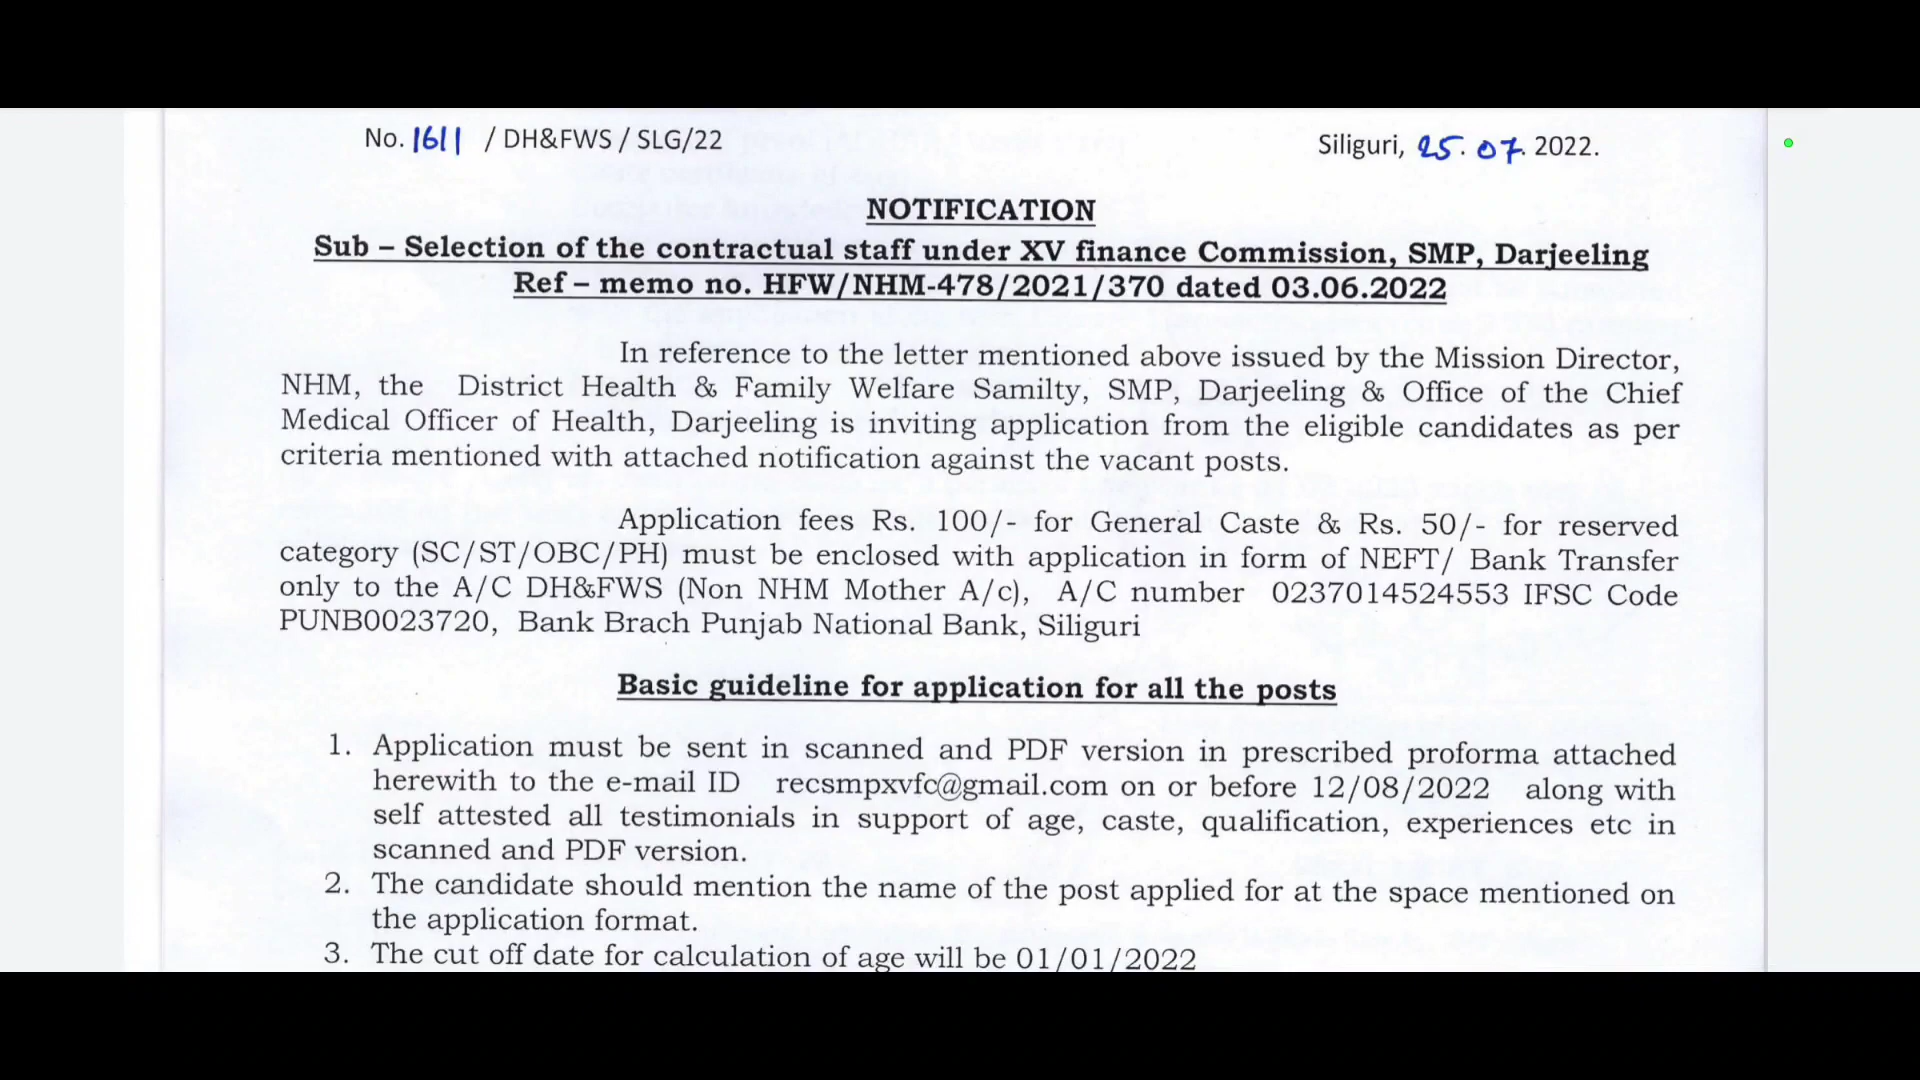 No. 1611 / DH&FWS / SLG/22
Siliguri, 25.07.2022.
NOTIFICATION
Sub – Selection of the contractual staff under XV finance Commission, SMP, Darjeeling
Ref – memo no. HFW/NHM-478/2021/370 dated 03.06.2022
In reference to the letter mentioned above issued by the Mission Director,
NHM, the District Health & Family Welfare Samilty, SMP, Darjeeling & Office of the Chief
Medical Officer of Health, Darjeeling is inviting application from the eligible candidates as per
criteria mentioned with attached notification against the vacant posts.
Application fees Rs. 100/- for General Caste & Rs. 50/- for reserved
category (SC/ST/OBC/PH) must be enclosed with application in form of NEFT/ Bank Transfer
only to the A/C DH&FWS (Non NHM Mother A/c), A/C number 0237014524553 IFSC Code
PUNB0023720, Bank Brach Punjab National Bank, Siliguri
Basic guideline for application for all the posts
1. Application must be sent in scanned and PDF version in prescribed proforma attached
herewith to the e-mail ID recsmpxvfc@gmail.com on or before 12/08/2022 along with
self attested all testimonials in support of age, caste, qualification, experiences etc in
scanned and PDF version.
2. The candidate should mention the name of the post applied for at the space mentioned on
the application format.
3. The cut off date for calculation of age will be 01/01/2022